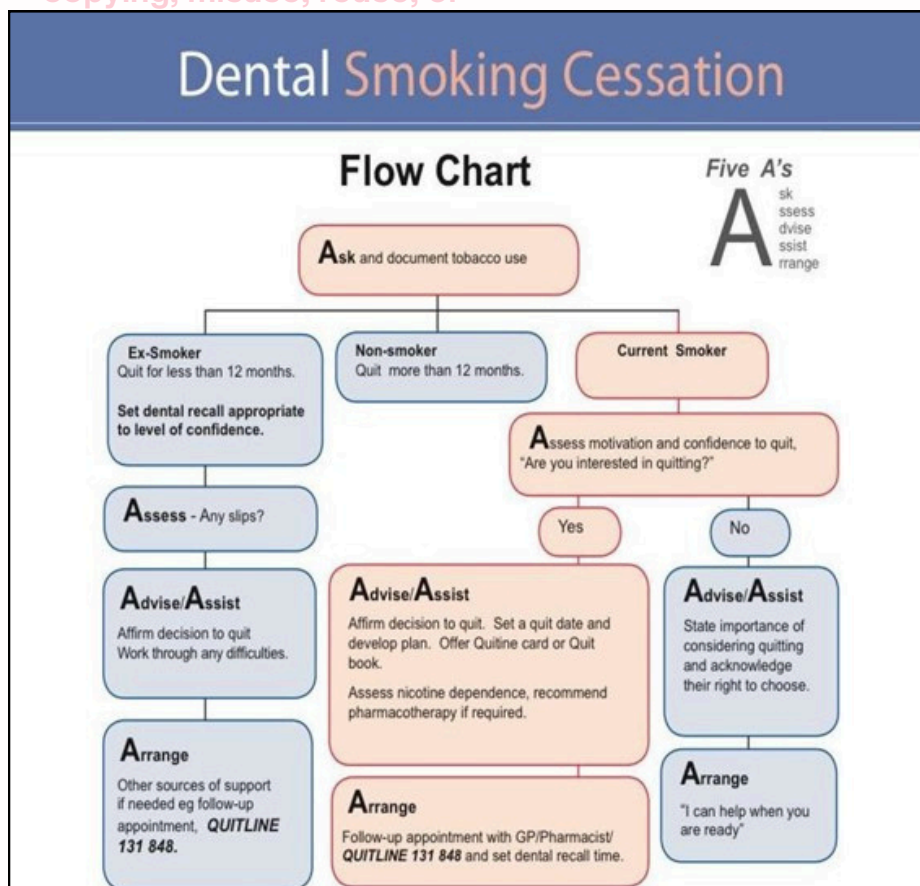 copying, misuse, reuse, or
Dental Smoking Cessation
Flow Chart
Five A's
A
sk
ssess
dvise
ssist
rrange
Ask and document tobacco use
Ex-Smoker
Quit for less than 12 months.
Set dental recall appropriate
to level of confidence.
Non-smoker
Quit more than 12 months.
Current Smoker
Assess motivation and confidence to quit,
"Are you interested in quitting?"
Assess - Any slips?
Yes
No
Advise/Assist
Affirm decision to quit
Work through any difficulties.
Advise/Assist
Affirm decision to quit. Set a quit date and
develop plan. Offer Quitine card or Quit
book.
Assess nicotine dependence, recommend
pharmacotherapy if required.
Advise/Assist
State importance of
considering quitting
and acknowledge
their right to choose.
Arrange
Other sources of support
if needed eg follow-up
appointment, QUITLINE
131 848.
Arrange
Follow-up appointment with GP/Pharmacist/
QUITLINE 131 848 and set dental recall time.
Arrange
"I can help when you
are ready"